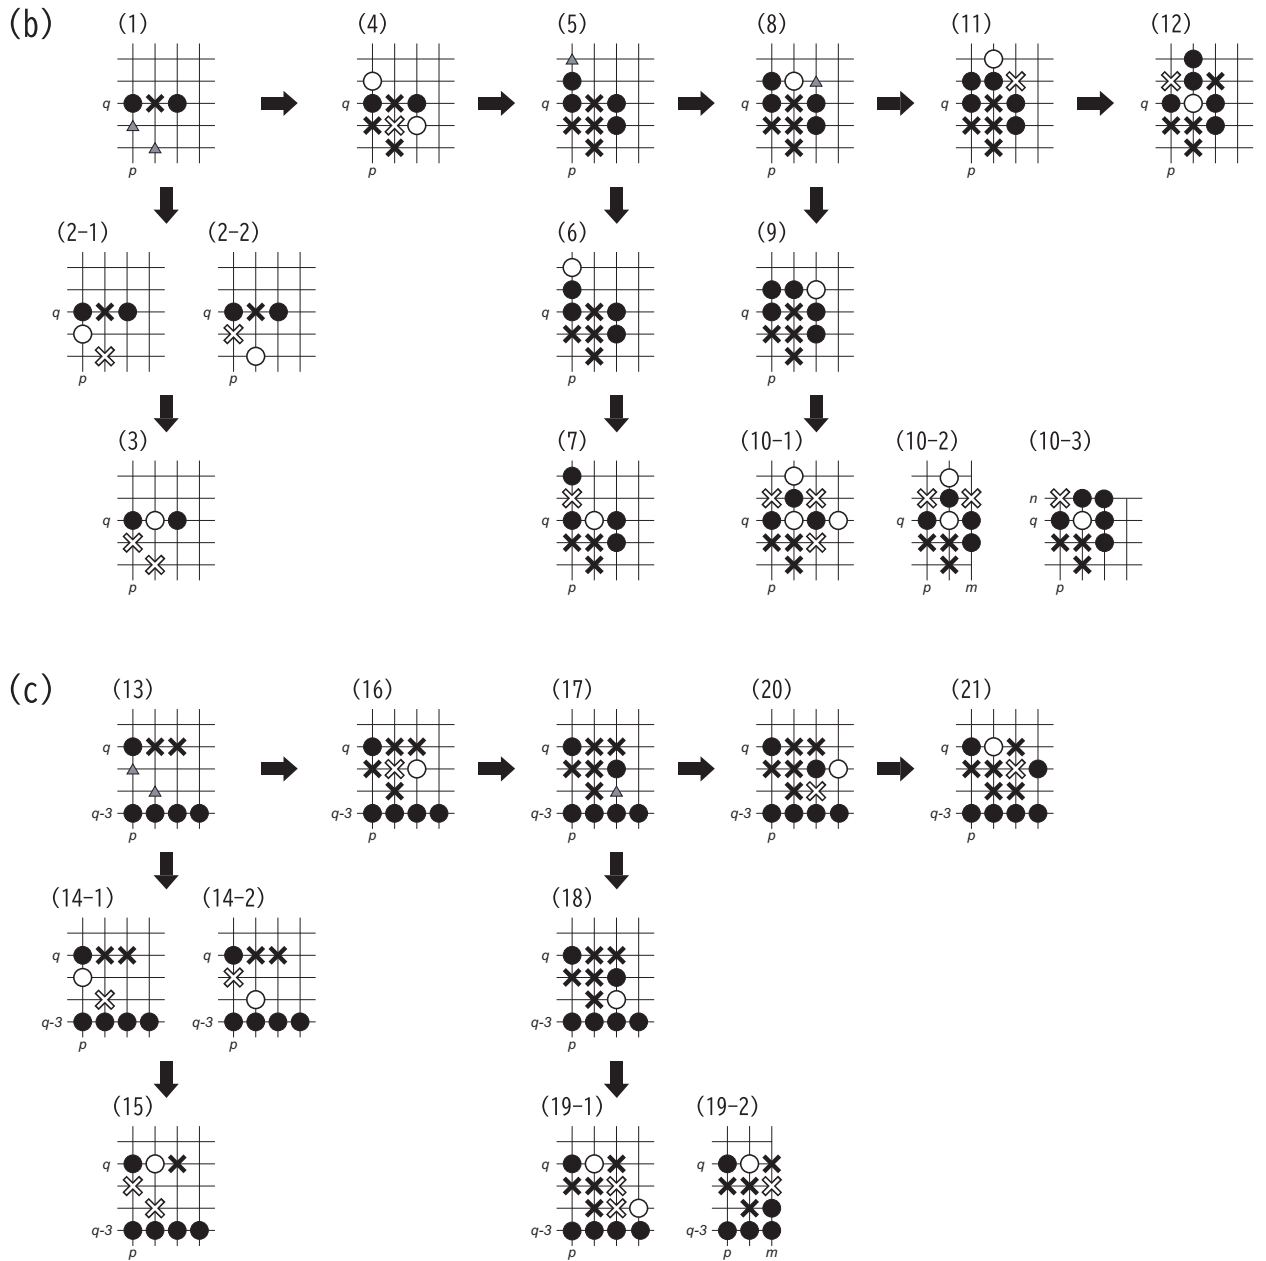 (b)
(1) (4) (5) (8) (11) (12)
q q q q q q
p p p p p p
(2-1) (2-2) (6) (9)
q q q q
p p p p
(3) (7) (10-1) (10-2) (10-3)
n
q q q q q
p p p p m p
(c)
(13) (16) (17) (20) (21)
q q q q q
q-3 q-3 q-3 q-3 q-3
p p p p p
(14-1) (14-2) (18)
q q q
q-3 q-3 q-3
p p p
(15) (19-1) (19-2)
q q q
q-3 q-3 q-3
p p p m